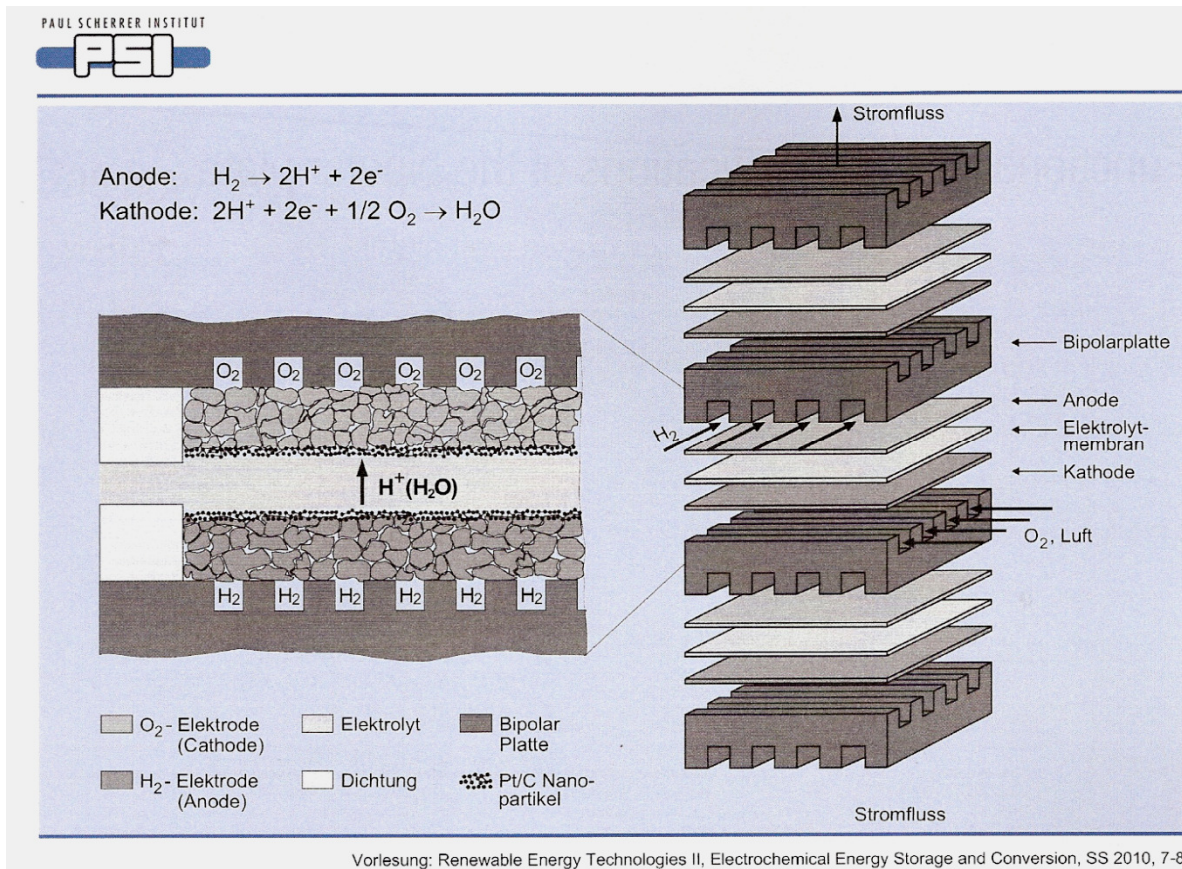 PAUL SCHERRER INSTITUT
PSI
Anode: H₂ → 2H⁺ + 2e⁻
Kathode: 2H⁺ + 2e⁻ + 1/2 O₂ → H₂O
O₂ O₂ O₂ O₂ O₂ O₂
H⁺(H₂O)
H₂ H₂ H₂ H₂ H₂ H₂
O₂ - Elektrode
(Cathode)
Elektrolyt
Bipolar
Platte
H₂ - Elektrode
(Anode)
Dichtung
Pt/C Nano-
partikel
Stromfluss
Bipolarplatte
Anode
H₂
Elektrolyt-
membran
Kathode
O₂, Luft
Stromfluss
Vorlesung: Renewable Energy Technologies II, Electrochemical Energy Storage and Conversion, SS 2010, 7-8